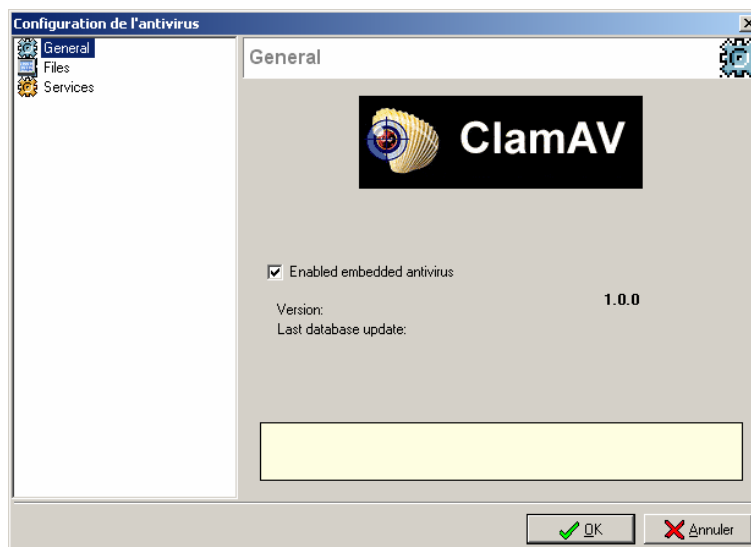 Configuration de l'antivirus
General
Files
Services
General
ClamAV
Enabled embedded antivirus
Version: 1.0.0
Last database update:
OK
Annuler